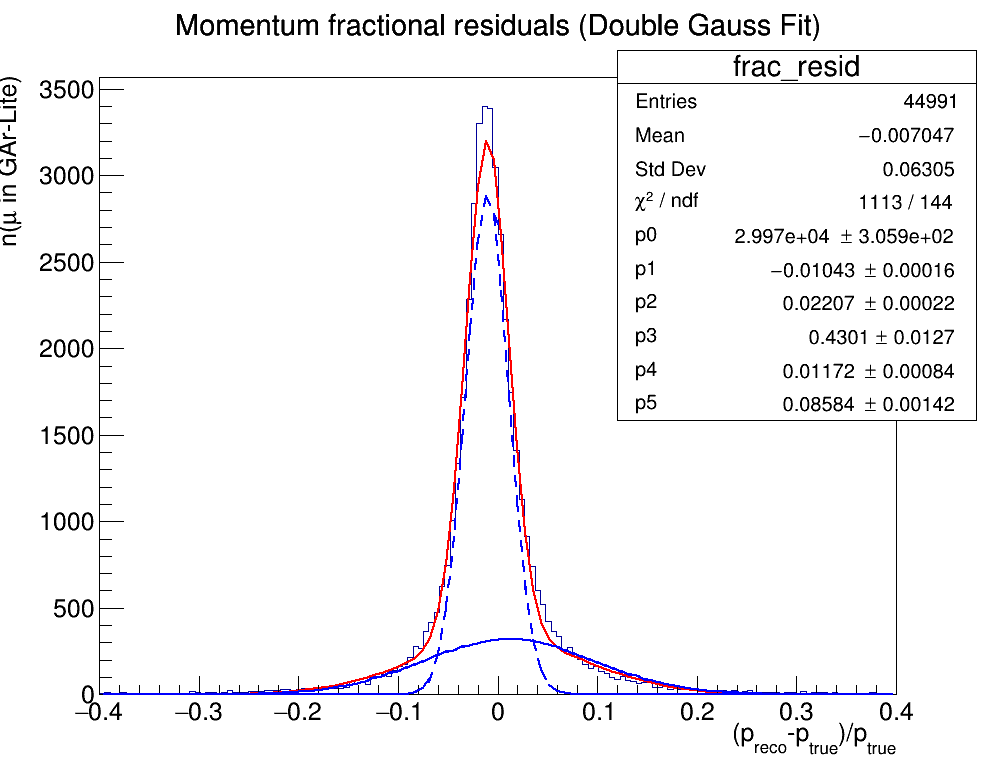 Momentum fractional residuals (Double Gauss Fit)
n(μ in GAr-Lite)
frac_resid
Entries 44991
Mean −0.007047
Std Dev 0.06305
χ² / ndf 1113 / 144
p0 2.997e+04 ± 3.059e+02
p1 −0.01043 ± 0.00016
p2 0.02207 ± 0.00022
p3 0.4301 ± 0.0127
p4 0.01172 ± 0.00084
p5 0.08584 ± 0.00142
3500
3000
2500
2000
1500
1000
500
0
−0.4 −0.3 −0.2 −0.1 0 0.1 0.2 0.3 0.4
(p_reco-p_true)/p_true